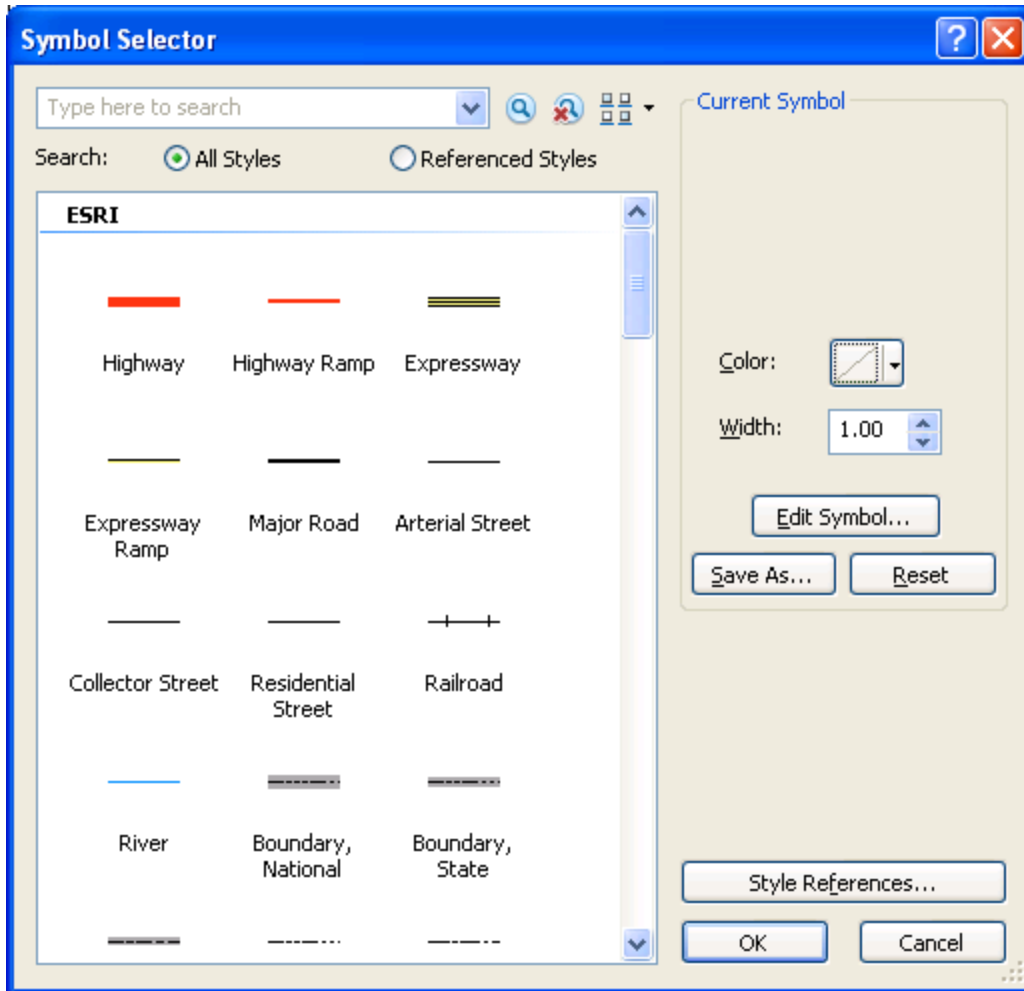 Symbol Selector
Type here to search
Search: All Styles Referenced Styles
ESRI
Highway Highway Ramp Expressway
Expressway Ramp Major Road Arterial Street
Collector Street Residential Street Railroad
River Boundary, National Boundary, State
Current Symbol
Color:
Width: 1.00
Edit Symbol...
Save As... Reset
Style References...
OK Cancel